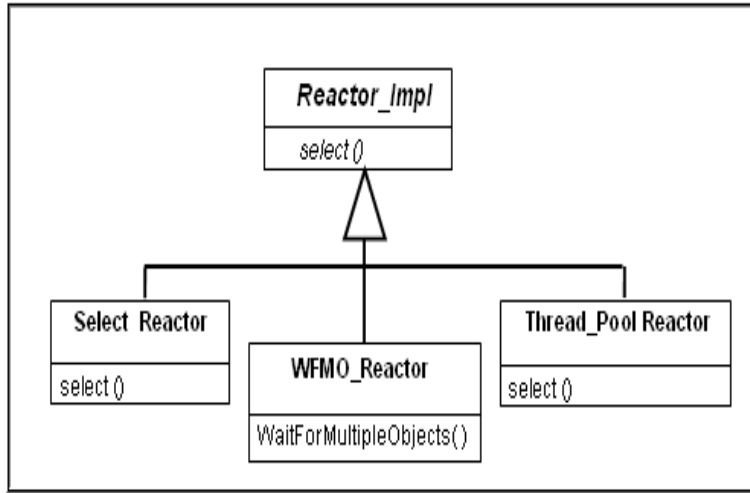 Reactor_Impl
select ()
Select Reactor
select ()
WFMO_Reactor
WaitForMultipleObjects()
Thread_Pool Reactor
select ()